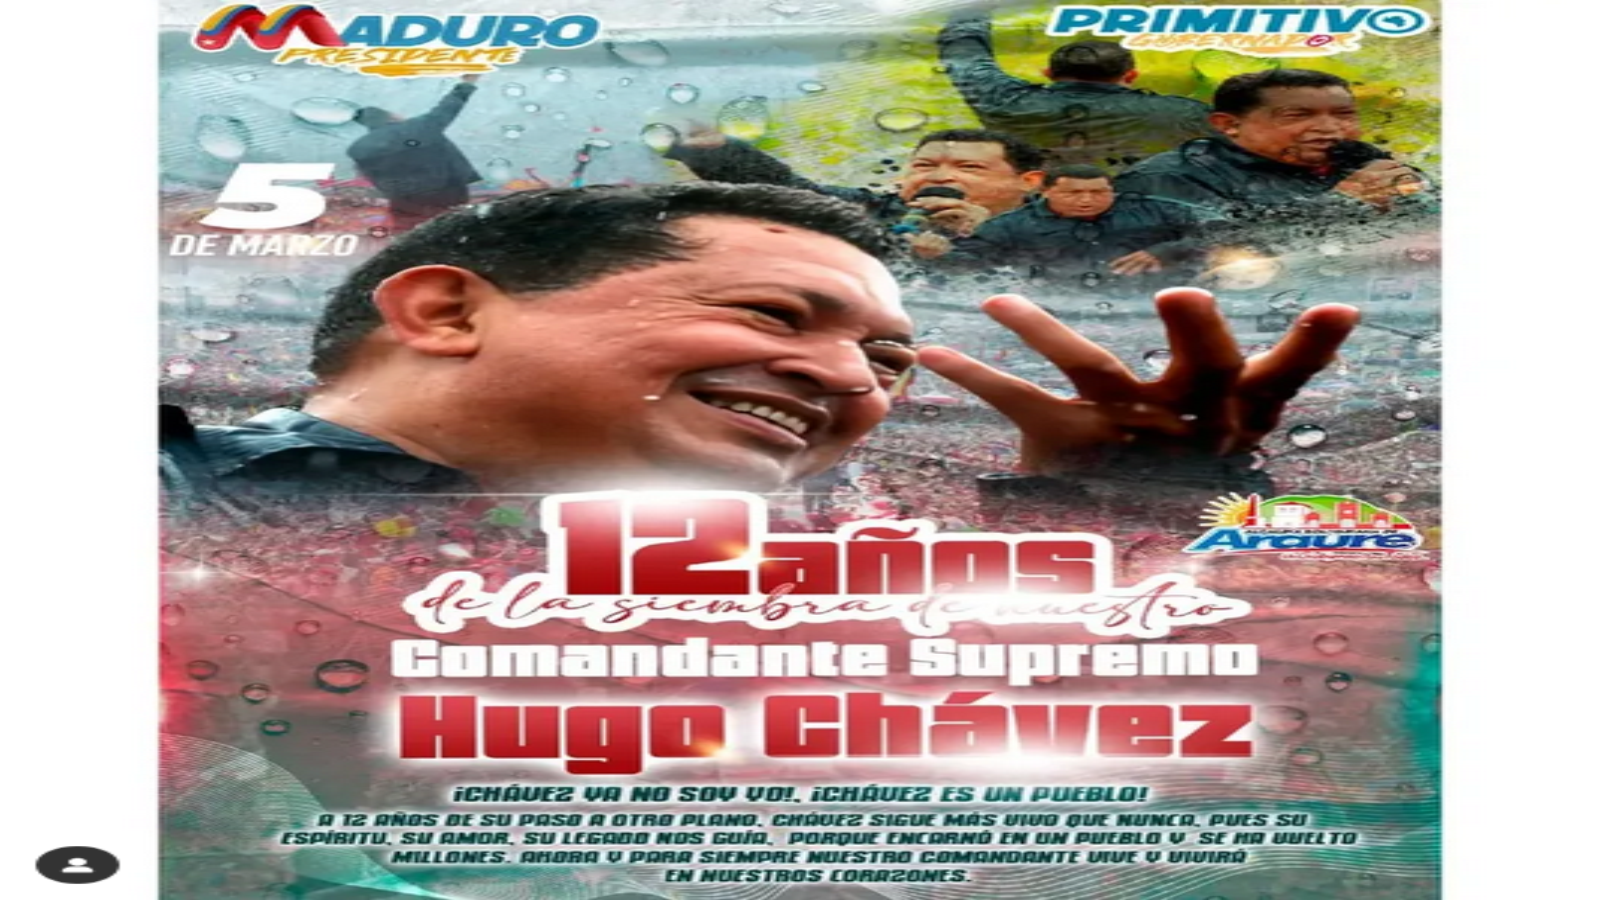 MADURO
PRESIDENTE
PRIMITIVO
GOBERNADOR
5
DE MARZO
Araure
12 años
de la siembra de nuestro
Comandante Supremo
Hugo Chávez
¡CHÁVEZ YA NO SOY YO!, ¡CHÁVEZ ES UN PUEBLO!
A 12 AÑOS DE SU PASO A OTRO PLANO, CHÁVEZ SIGUE MÁS VIVO QUE NUNCA, PUES SU
ESPÍRITU, SU AMOR, SU LEGADO NOS GUÍA, PORQUE ENCARNÓ EN UN PUEBLO Y SE HA VUELTO
MILLONES. AHORA Y PARA SIEMPRE NUESTRO COMANDANTE VIVE Y VIVIRÁ
EN NUESTROS CORAZONES.